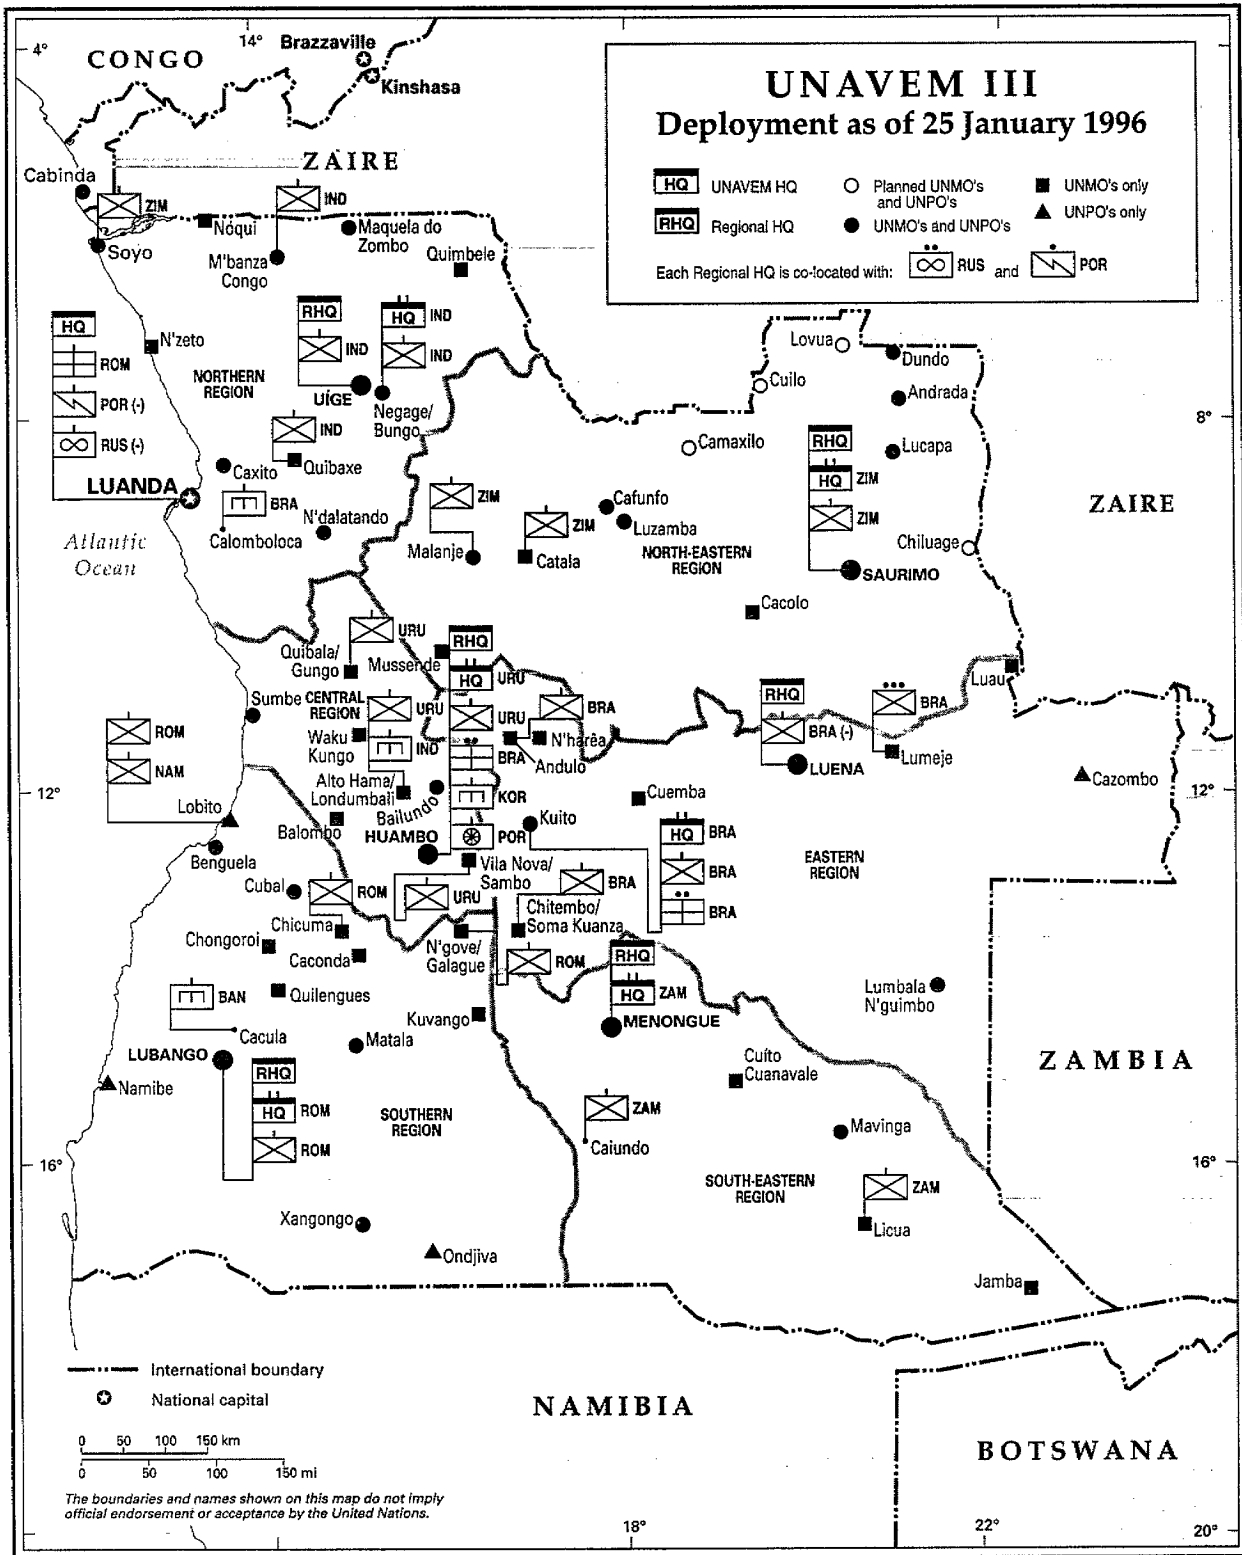 4°
14°
CONGO
Brazzaville
Kinshasa
UNAVEM III
Deployment as of 25 January 1996
HQ UNAVEM HQ
RHQ Regional HQ
Planned UNMO's
and UNPO's
UNMO's and UNPO's
UNMO's only
UNPO's only
Each Regional HQ is co-located with: RUS and POR
ZAIRE
Cabinda
ZIM
IND
Soyo
Nóqui
M'banza
Congo
Maquela do
Zombo
Quimbele
HQ
ROM
POR (-)
RUS (-)
N'zeto
NORTHERN
REGION
RHQ
IND
UÍGE
HQ IND
IND
Negage/
Bungo
IND
Quibaxe
Lovua
Dundo
Cuilo
Andrada
8°
Camaxilo
Lucapa
RHQ
HQ ZIM
ZIM
SAURIMO
Caxito
LUANDA
BRA
Calomboloca
N'dalatando
ZIM
Malanje
ZIM
Catala
Cafunfo
Luzamba
NORTH-EASTERN
REGION
Chiluage
ZAIRE
Atlantic
Ocean
Cacolo
URU
Quibala/
Gungo
Mussende
RHQ
HQ URU
URU
BRA
KOR
POR
Luau
Sumbe
CENTRAL
REGION
URU
IND
Waku
Kungo
Alto Hama/
Londumbali
BRA
N'harêa
Andulo
RHQ
BRA (-)
LUENA
BRA
Lumeje
Cazombo
ROM
NAM
Lobito
12°
12°
Benguela
Balombo
Bailundo
HUAMBO
Kuito
Cuemba
HQ BRA
BRA
BRA
EASTERN
REGION
Vila Nova/
Sambo
Cubal
ROM
URU
BRA
Chitembo/
Soma Kuanza
Chicuma
Chongoroi
Caconda
N'gove/
Galague
ROM
RHQ
HQ ZAM
MENONGUE
Lumbala
N'guimbo
BAN
Quilengues
Cacula
Kuvango
Matala
LUBANGO
Namibe
RHQ
HQ ROM
ROM
Cuíto
Cuanavale
ZAMBIA
SOUTHERN
REGION
ZAM
Caiundo
Mavinga
16°
16°
SOUTH-EASTERN
REGION
ZAM
Licua
Xangongo
Ondjiva
Jamba
International boundary
National capital
NAMIBIA
BOTSWANA
0 50 100 150 km
0 50 100 150 mi
The boundaries and names shown on this map do not imply
official endorsement or acceptance by the United Nations.
18°
22°
20°